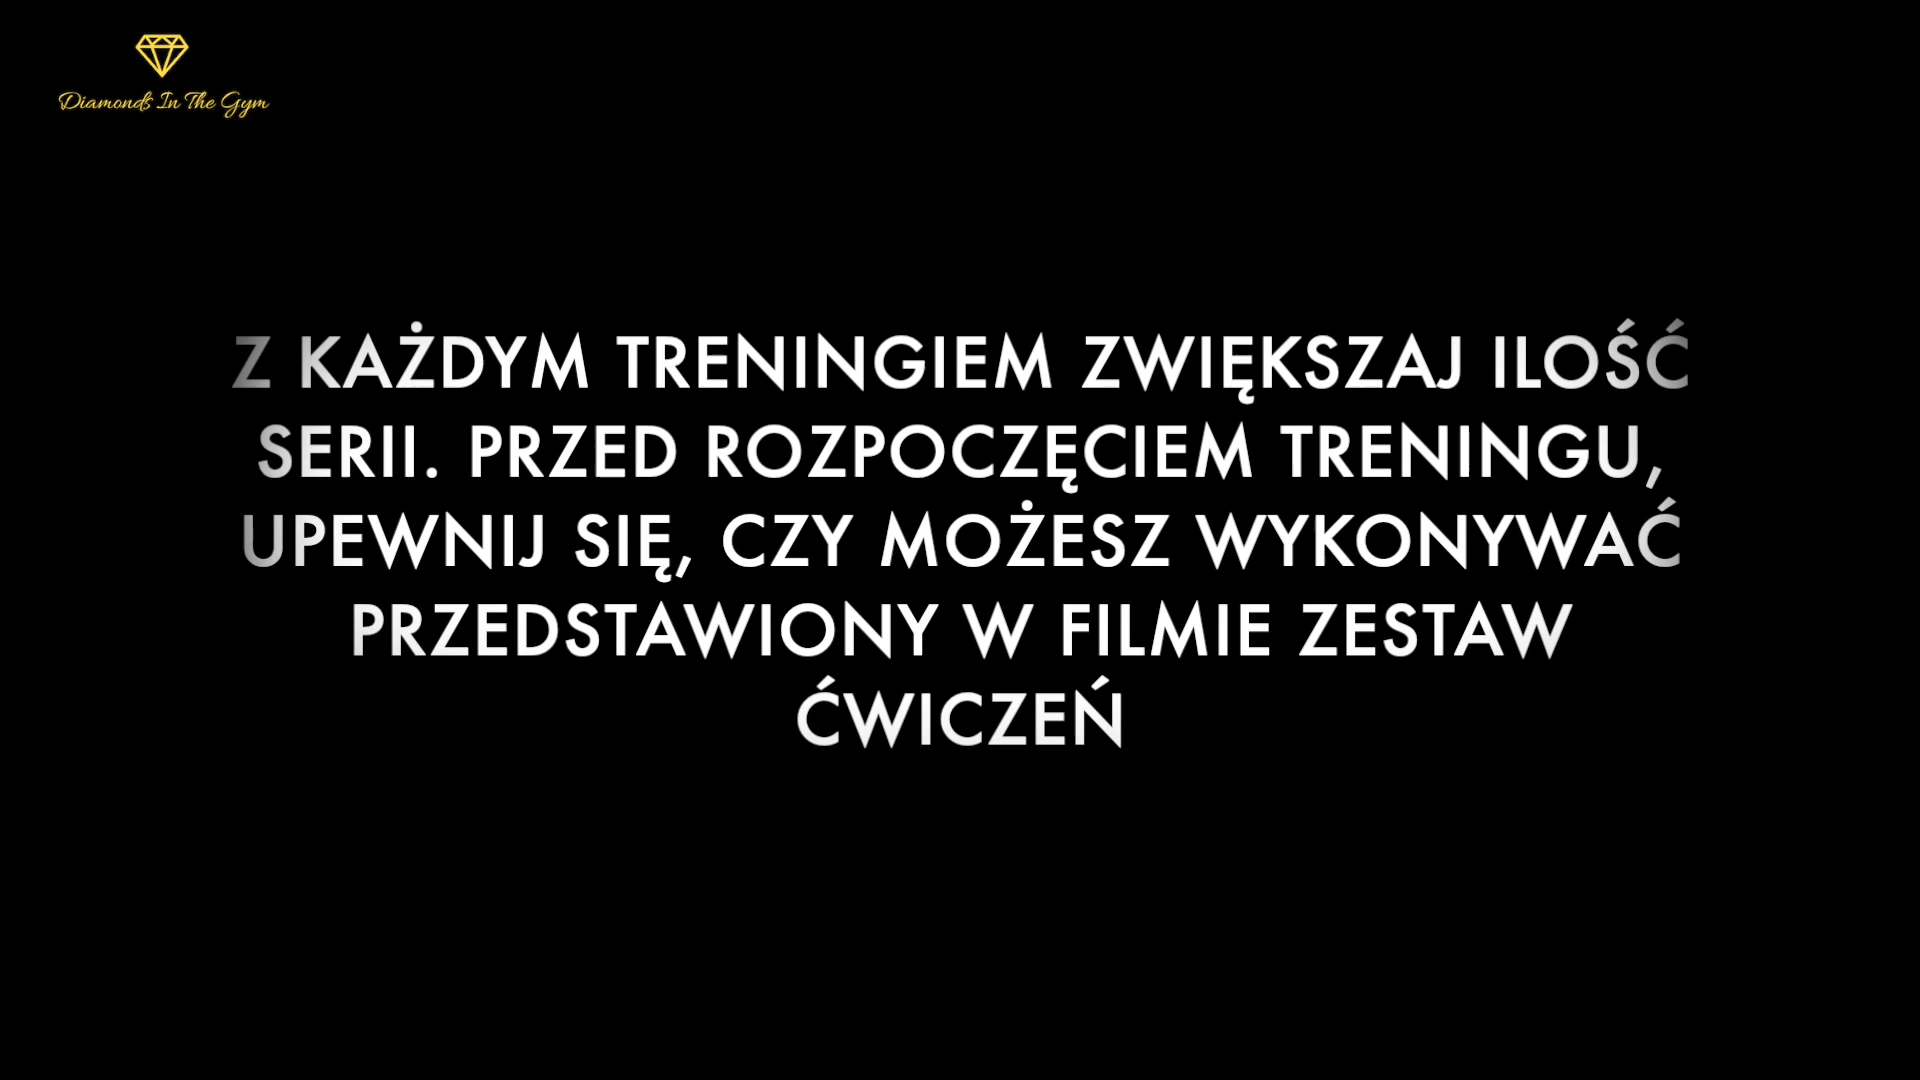 Diamonds In The Gym
Z KAŻDYM TRENINGIEM ZWIĘKSZAJ ILOŚĆ
SERII. PRZED ROZPOCZĘCIEM TRENINGU,
UPEWNIJ SIĘ, CZY MOŻESZ WYKONYWAĆ
PRZEDSTAWIONY W FILMIE ZESTAW
ĆWICZEŃ